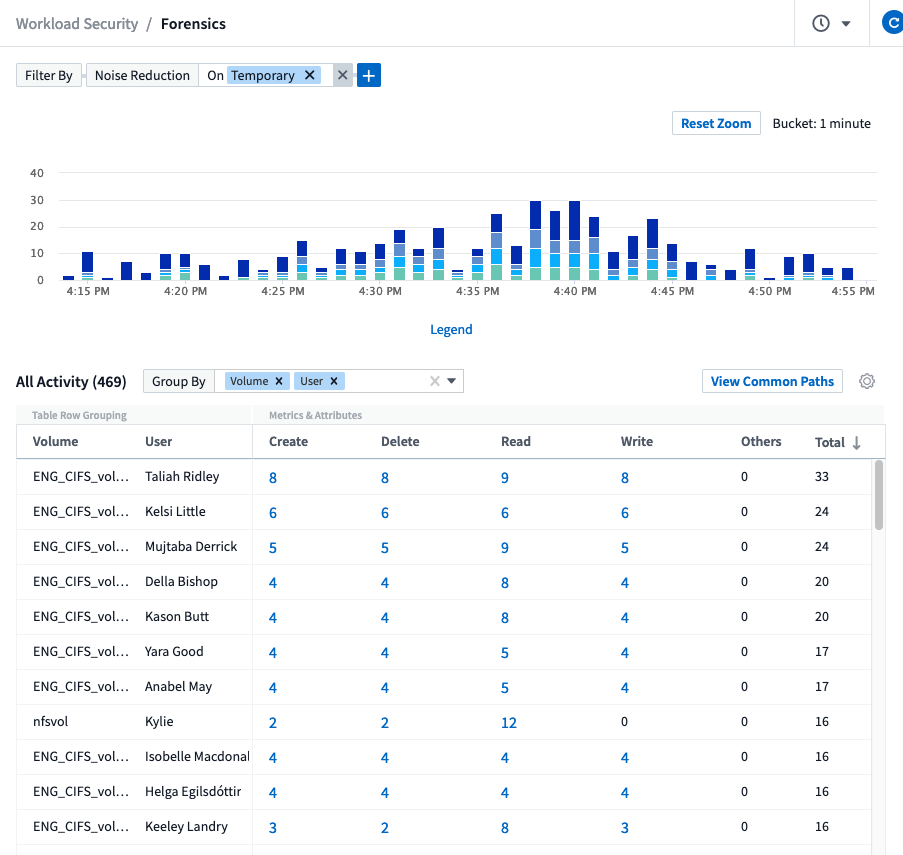 Workload Security / Forensics
Filter By Noise Reduction On Temporary
Reset Zoom Bucket: 1 minute
40
30
20
10
0
4:15 PM 4:20 PM 4:25 PM 4:30 PM 4:35 PM 4:40 PM 4:45 PM 4:50 PM 4:55 PM
Legend
All Activity (469) Group By Volume User View Common Paths
Table Row Grouping Metrics & Attributes
Volume User Create Delete Read Write Others Total
ENG_CIFS_vol... Taliah Ridley 8 8 9 8 0 33
ENG_CIFS_vol... Kelsi Little 6 6 6 6 0 24
ENG_CIFS_vol... Mujtaba Derrick 5 5 9 5 0 24
ENG_CIFS_vol... Della Bishop 4 4 8 4 0 20
ENG_CIFS_vol... Kason Butt 4 4 8 4 0 20
ENG_CIFS_vol... Yara Good 4 4 5 4 0 17
ENG_CIFS_vol... Anabel May 4 4 5 4 0 17
nfsvol Kylie 2 2 12 0 0 16
ENG_CIFS_vol... Isobelle Macdonal 4 4 4 4 0 16
ENG_CIFS_vol... Helga Egilsdóttir 4 4 4 4 0 16
ENG_CIFS_vol... Keeley Landry 3 2 8 3 0 16